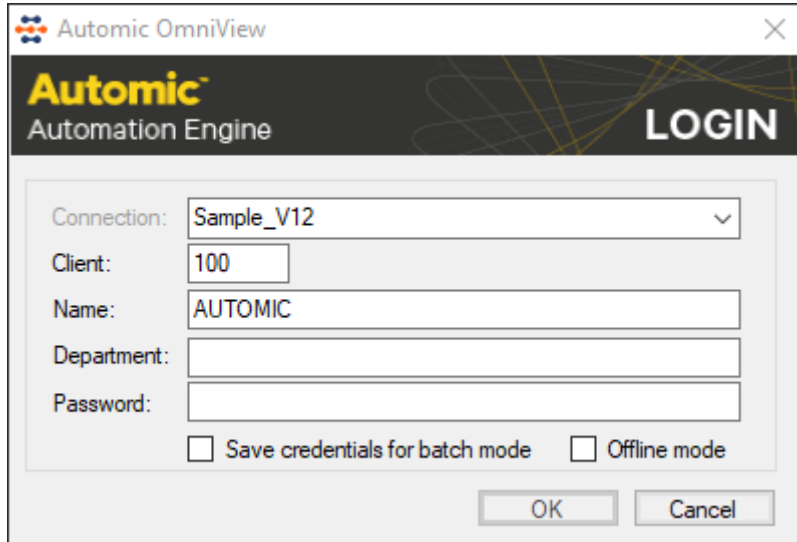 Automic OmniView
Automic™
Automation Engine
LOGIN
Connection: Sample_V12
Client: 100
Name: AUTOMIC
Department:
Password:
Save credentials for batch mode Offline mode
OK Cancel